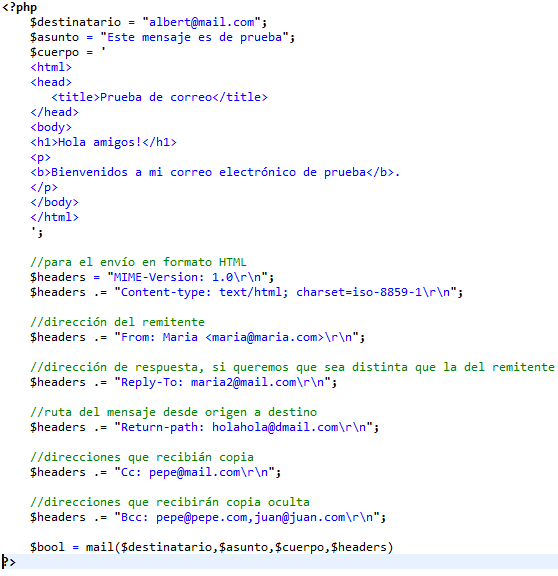 <?php
$destinatario = "albert@mail.com";
$asunto = "Este mensaje es de prueba";
$cuerpo = '
<html>
<head>
<title>Prueba de correo</title>
</head>
<body>
<h1>Hola amigos!</h1>
<p>
<b>Bienvenidos a mi correo electrónico de prueba</b>.
</p>
</body>
</html>
';
//para el envío en formato HTML
$headers = "MIME-Version: 1.0\r\n";
$headers .= "Content-type: text/html; charset=iso-8859-1\r\n";
//dirección del remitente
$headers .= "From: Maria <maria@maria.com>\r\n";
//dirección de respuesta, si queremos que sea distinta que la del remitente
$headers .= "Reply-To: maria2@mail.com\r\n";
//ruta del mensaje desde origen a destino
$headers .= "Return-path: holahola@dmail.com\r\n";
//direcciones que recibián copia
$headers .= "Cc: pepe@mail.com\r\n";
//direcciones que recibirán copia oculta
$headers .= "Bcc: pepe@pepe.com,juan@juan.com\r\n";
$bool = mail($destinatario,$asunto,$cuerpo,$headers)
?>